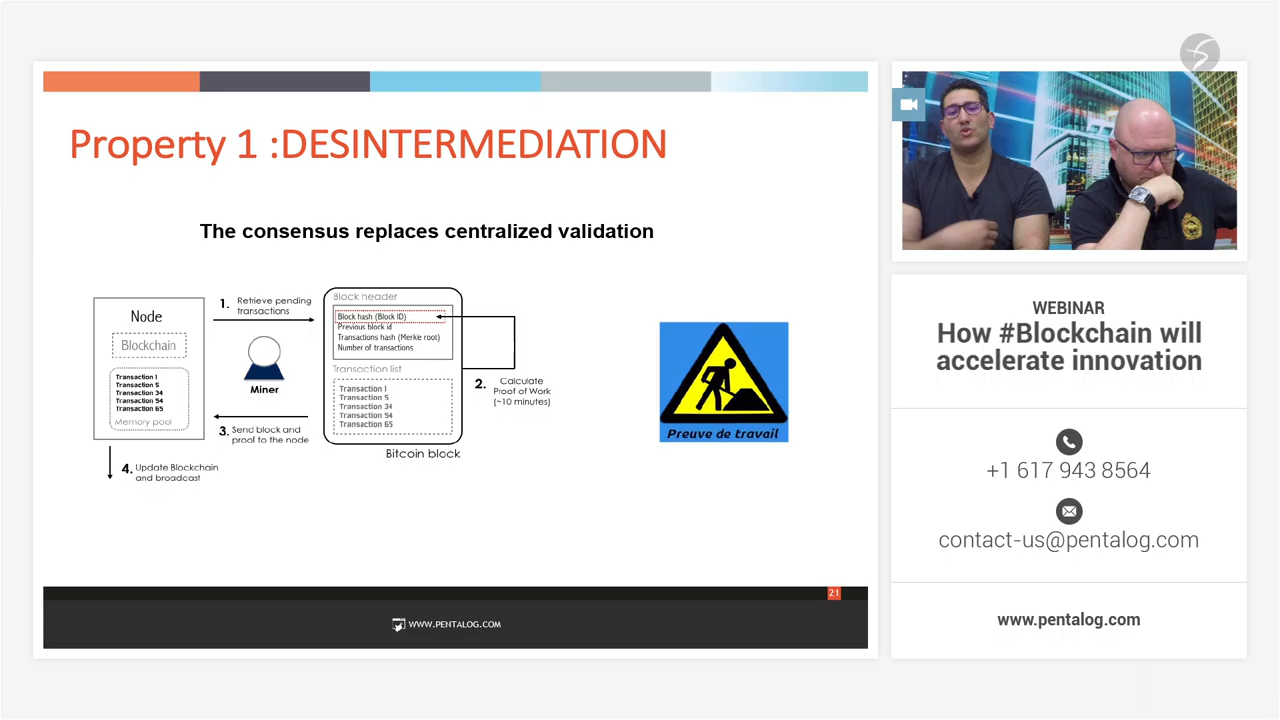 Property 1 :DESINTERMEDIATION
The consensus replaces centralized validation
Node
Blockchain
Transaction 1
Transaction 5
Transaction 34
Transaction 54
Transaction 65
Memory pool
1. Retrieve pending
transactions
Miner
3. Send block and
proof to the node
4. Update Blockchain
and broadcast
Block header
Block hash (Block ID)
Previous block id
Transactions hash (Merkle root)
Number of transactions
Transaction list
Transaction 1
Transaction 5
Transaction 34
Transaction 54
Transaction 65
Bitcoin block
2. Calculate
Proof of Work
(~10 minutes)
Preuve de travail
21
WWW.PENTALOG.COM
WEBINAR
How #Blockchain will
accelerate innovation
+1 617 943 8564
contact-us@pentalog.com
www.pentalog.com